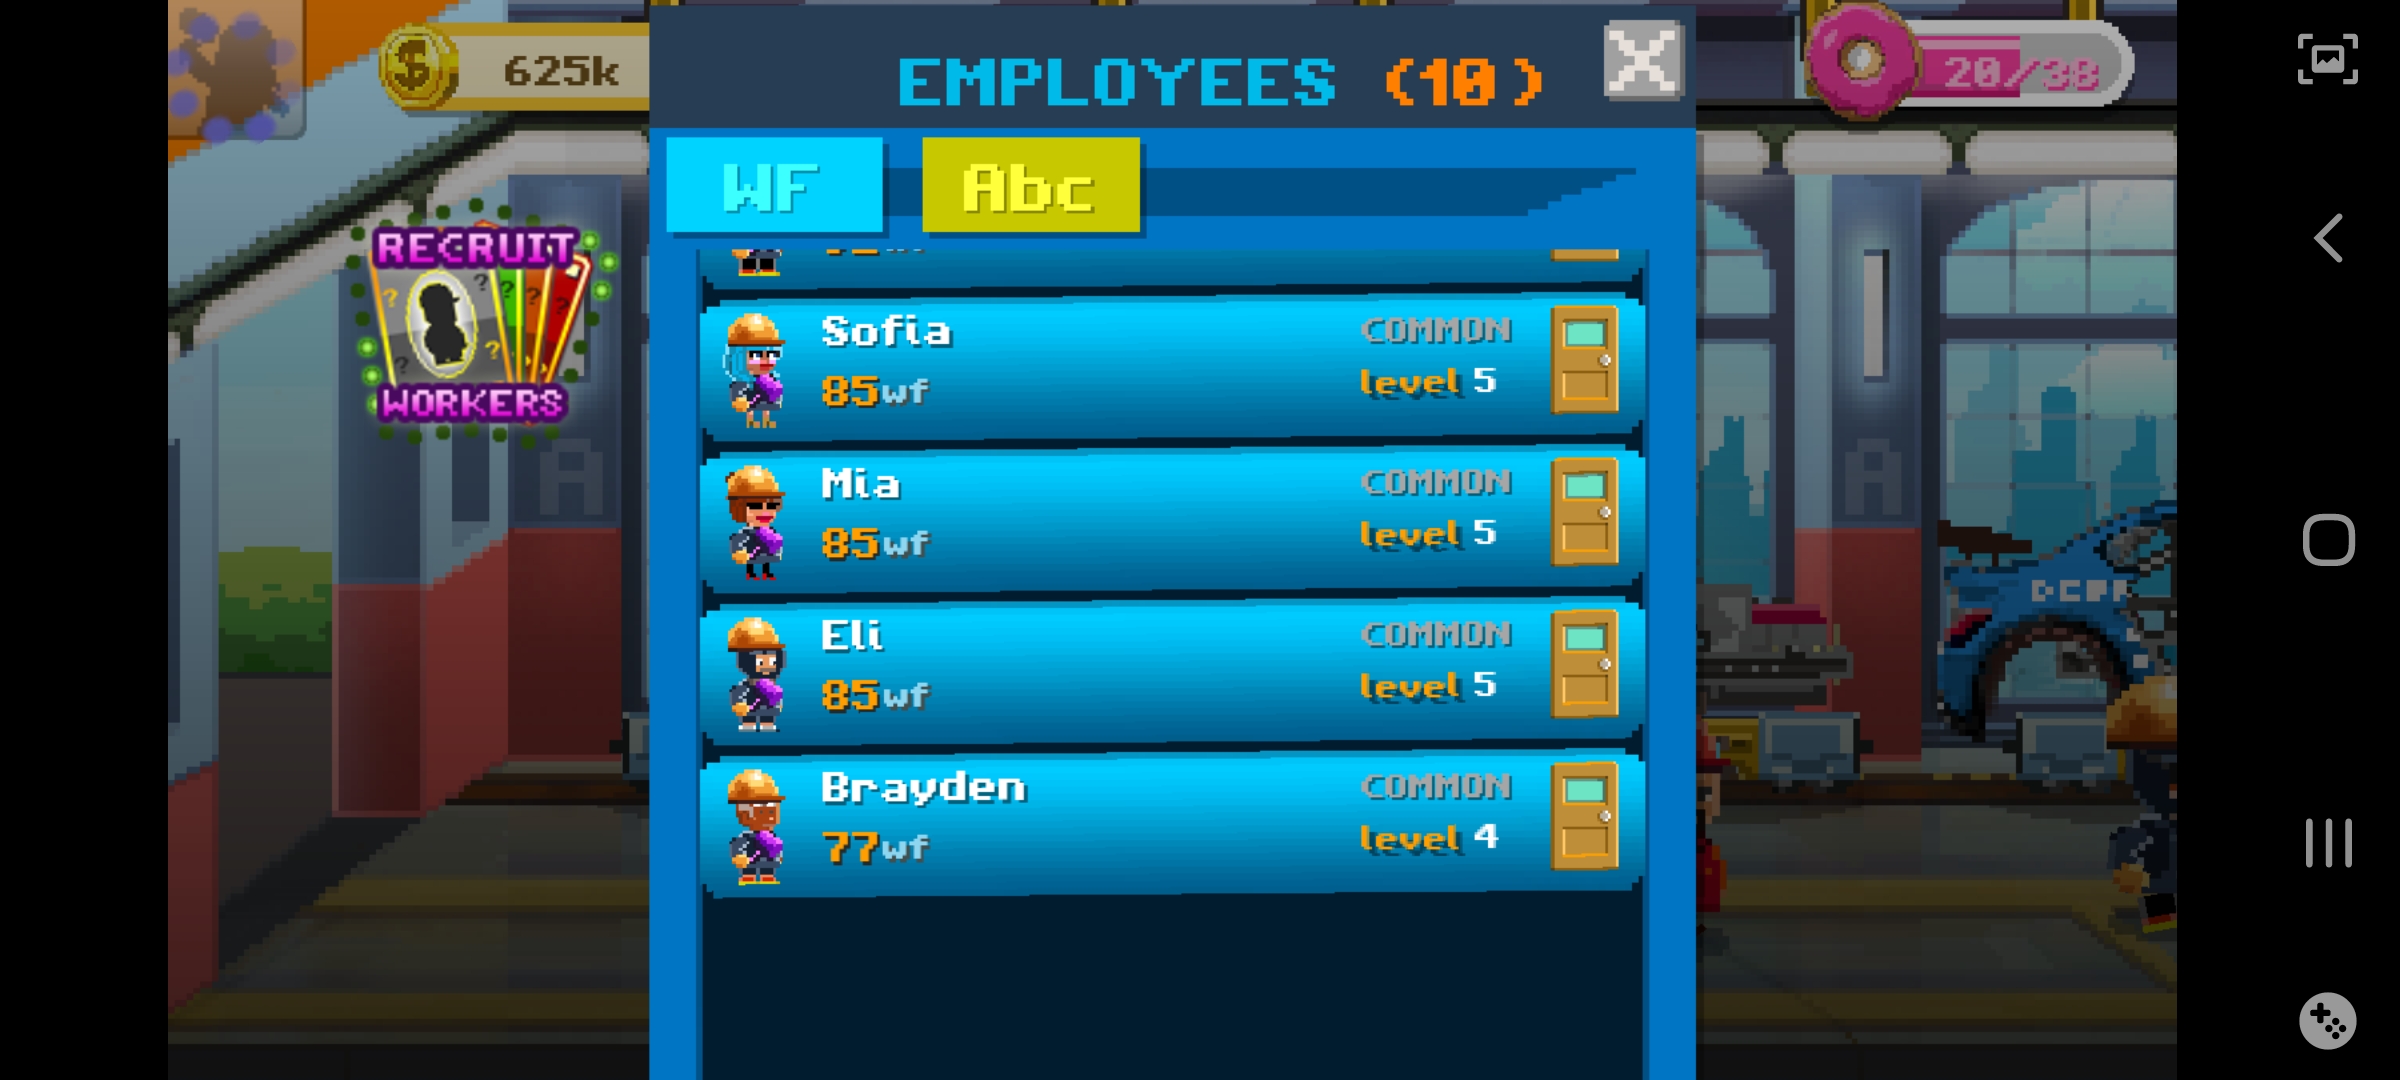 625k
EMPLOYEES (10)
20/38
WF Abc
RECRUIT
WORKERS
Sofia COMMON
85wf level 5
Mia COMMON
85wf level 5
Eli COMMON
85wf level 5
Brayden COMMON
77wf level 4
A
A